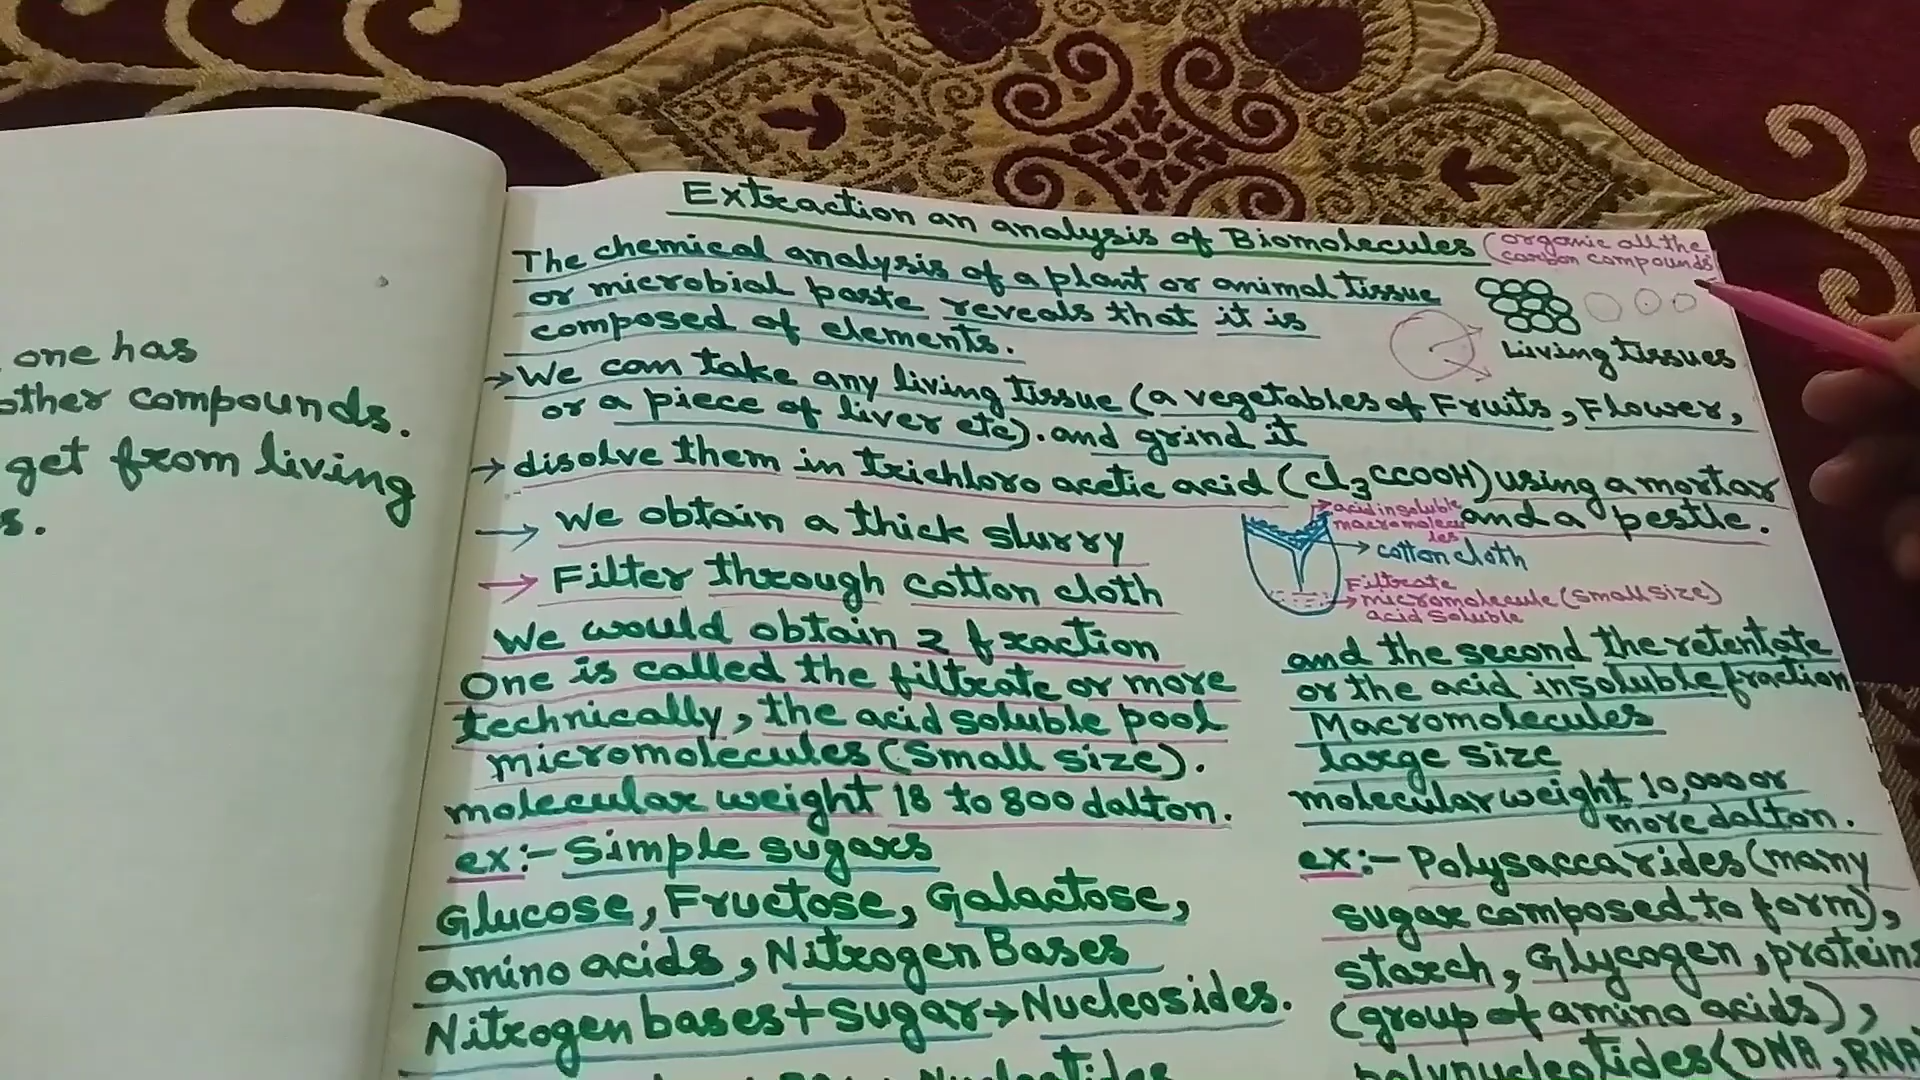 one has
other compounds.
get from living
s.
Extraction an analysis of Biomolecules (organic all the
carbon compounds
The chemical analysis of a plant or animal tissue
or microbial paste reveals that it is
composed of elements.
Living tissues
→We can take any living tissue (a vegetables of Fruits, Flower,
or a piece of liver etc). and grind it
→disolve them in trichloro acetic acid (Cl3CCOOH) using a mortar
and a pestle.
→ We obtain a thick slurry
acid insoluble
macromolecu
les
→cotton cloth
→ Filter through cotton cloth
Filtrate
→micromolecule (small size)
acid soluble
We would obtain 2 fraction
One is called the filtrate or more
technically, the acid soluble pool
micromolecules (Small size).
molecular weight 18 to 800 dalton.
ex:- Simple sugars
Glucose, Fructose, Galactose,
amino acids, Nitrogen Bases
Nitrogen bases + sugar → Nucleosides.
Nucleotides
and the second the retentate
or the acid insoluble fraction
Macromolecules
large size
molecular weight 10,000 or
more dalton.
ex:- Polysaccarides (many
sugar composed to form),
starch, Glycogen, proteins
(group of amino acids),
polynucleotides (DNA, RNA